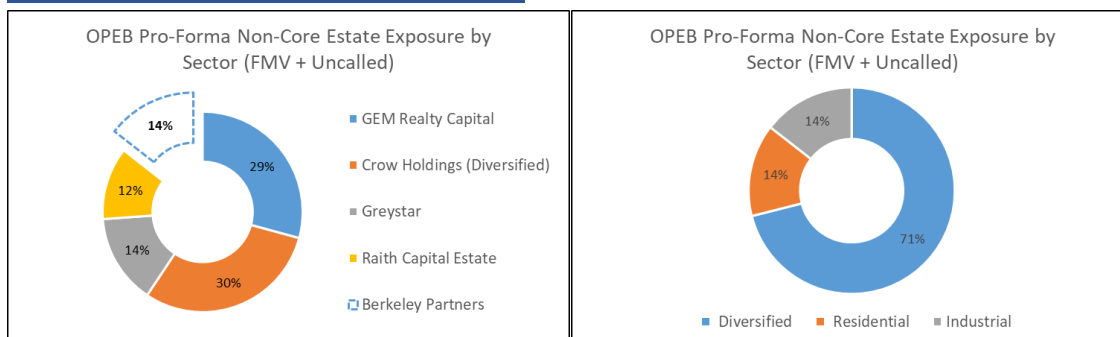 OPEB Pro-Forma Non-Core Estate Exposure by
Sector (FMV + Uncalled)
14%
29%
12%
14%
30%
GEM Realty Capital
Crow Holdings (Diversified)
Greystar
Raith Capital Estate
Berkeley Partners
OPEB Pro-Forma Non-Core Estate Exposure by
Sector (FMV + Uncalled)
14%
14%
71%
Diversified
Residential
Industrial